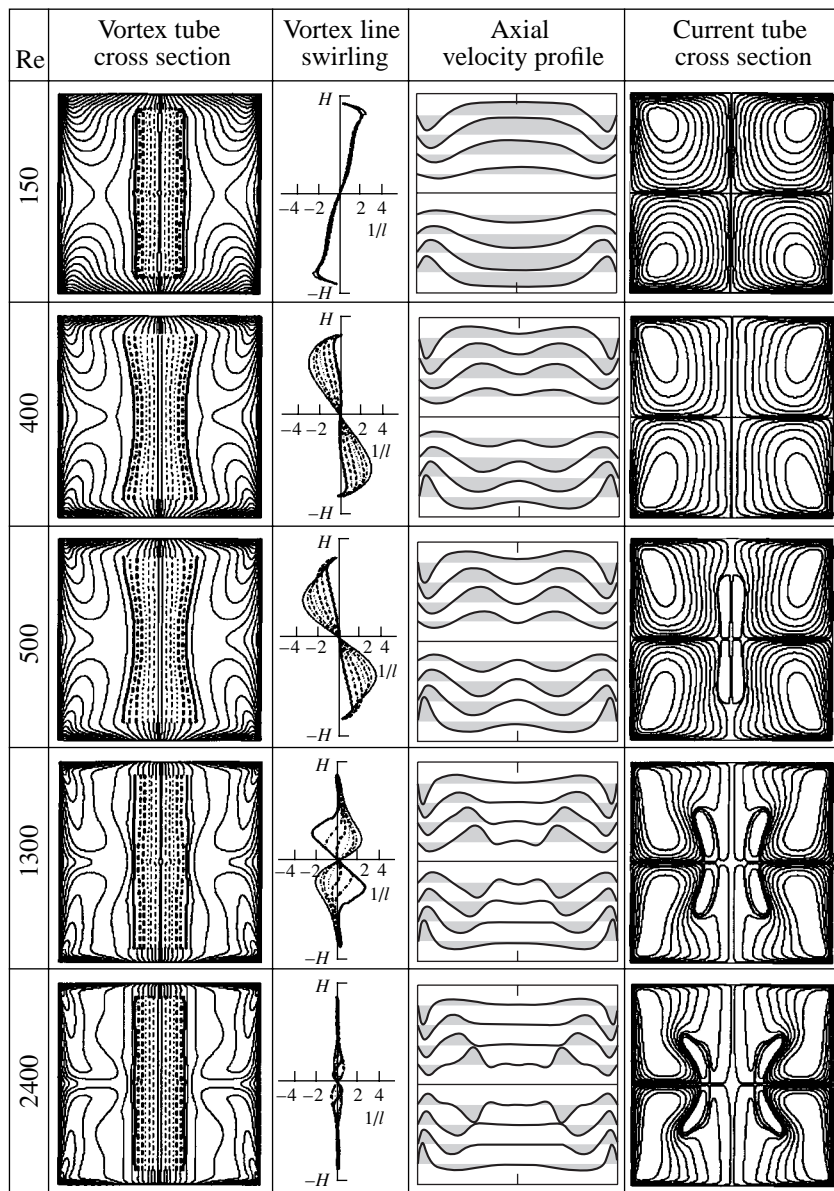 Re
Vortex tube
cross section
Vortex line
swirling
Axial
velocity profile
Current tube
cross section
150
H
−4 −2 2 4
1/l
−H
400
H
−4 −2 2 4
1/l
−H
500
H
−4 −2 2 4
1/l
−H
1300
H
−4 −2 2 4
1/l
−H
2400
H
−4 −2 2 4
1/l
−H